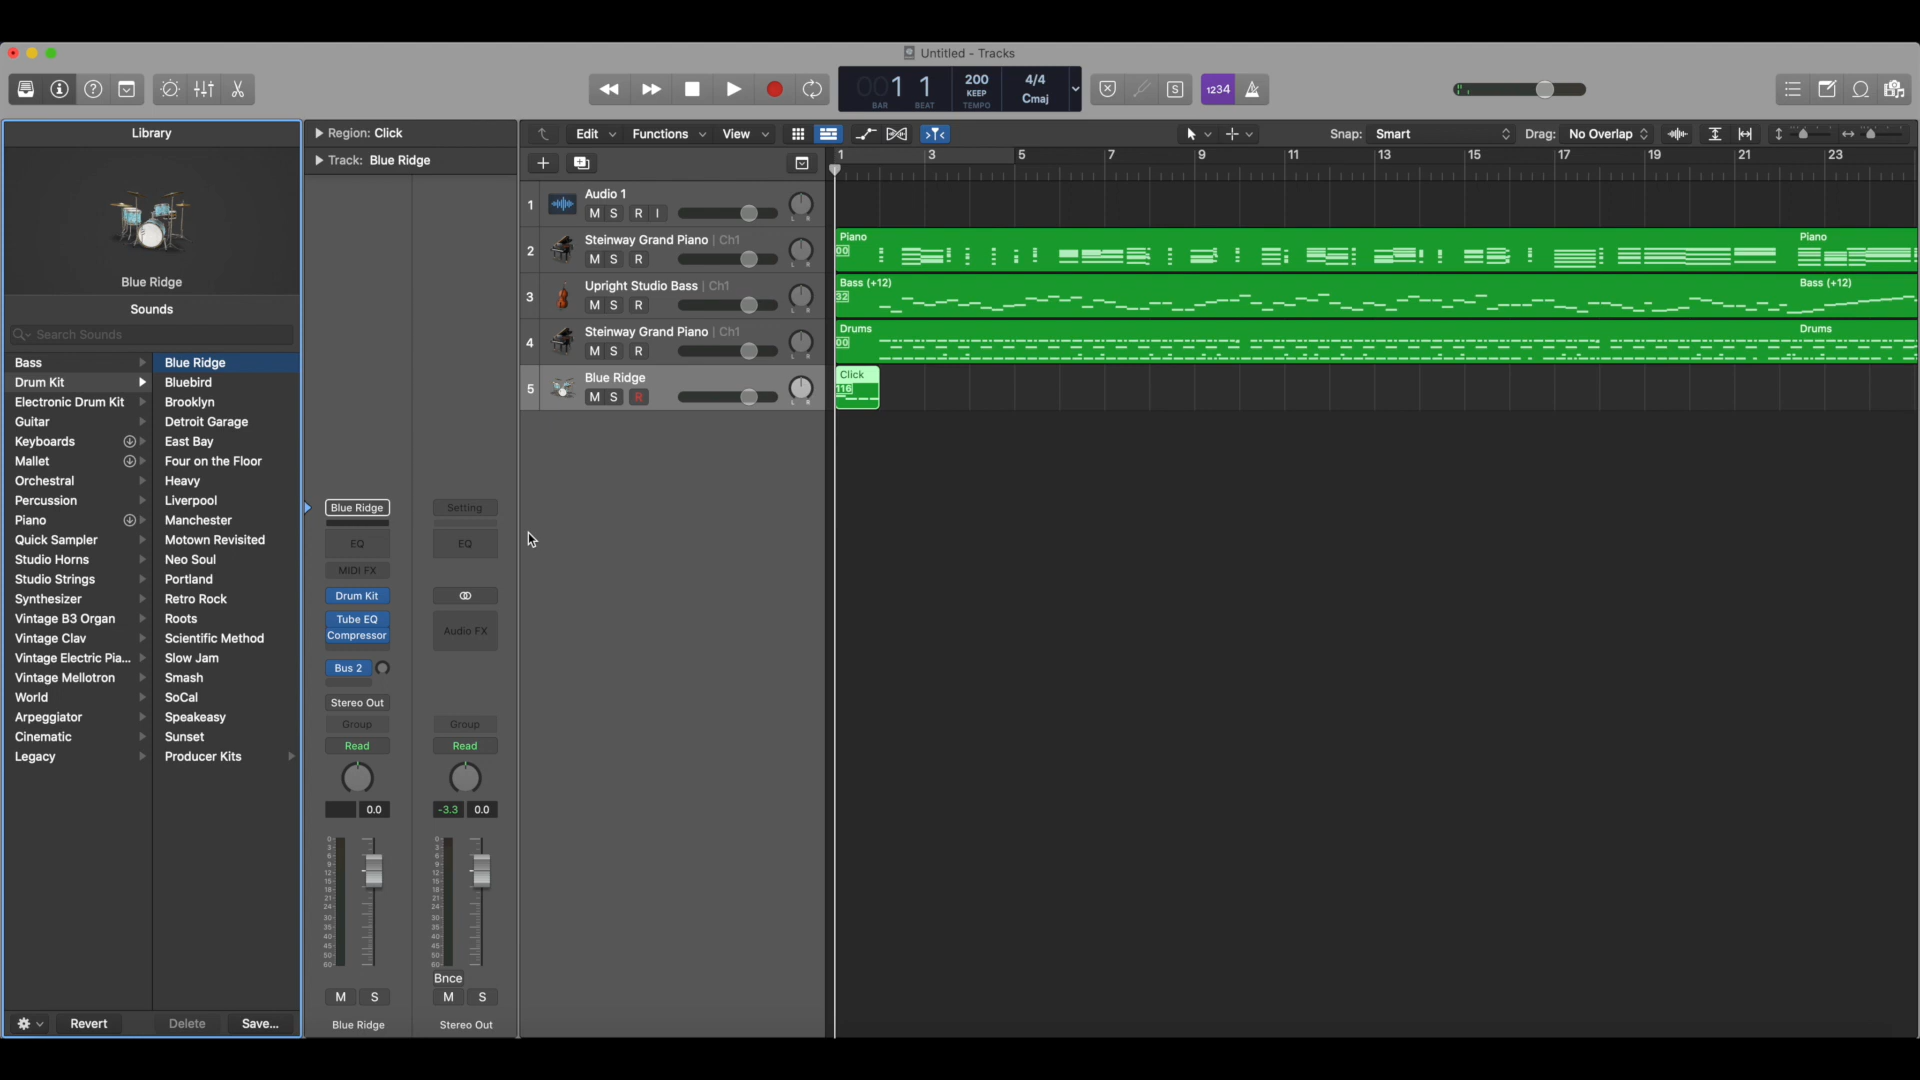 Untitled - Tracks
001 1
BAR BEAT
200
KEEP
TEMPO
4/4
Cmaj
S
1234
Library
Blue Ridge
Sounds
Search Sounds
Bass
Drum Kit
Electronic Drum Kit
Guitar
Keyboards
Mallet
Orchestral
Percussion
Piano
Quick Sampler
Studio Horns
Studio Strings
Synthesizer
Vintage B3 Organ
Vintage Clav
Vintage Electric Pia...
Vintage Mellotron
World
Arpeggiator
Cinematic
Legacy
Blue Ridge
Bluebird
Brooklyn
Detroit Garage
East Bay
Four on the Floor
Heavy
Liverpool
Manchester
Motown Revisited
Neo Soul
Portland
Retro Rock
Roots
Scientific Method
Slow Jam
Smash
SoCal
Speakeasy
Sunset
Producer Kits
Revert
Delete
Save...
Region: Click
Track: Blue Ridge
Blue Ridge
EQ
MIDI FX
Drum Kit
Tube EQ
Compressor
Bus 2
Stereo Out
Group
Read
0.0
M S
Blue Ridge
Setting
EQ
Audio FX
Group
Read
-3.3 0.0
Bnce
M S
Stereo Out
Edit Functions View
Snap: Smart
Drag: No Overlap
1 3 5 7 9 11 13 15 17 19 21 23
1 Audio 1
M S R I
L R
2 Steinway Grand Piano | Ch1
M S R
L R
3 Upright Studio Bass | Ch1
M S R
L R
4 Steinway Grand Piano | Ch1
M S R
L R
5 Blue Ridge
M S R
L R
Piano Piano
00
Bass (+12) Bass (+12)
32
Drums Drums
00
Click
116